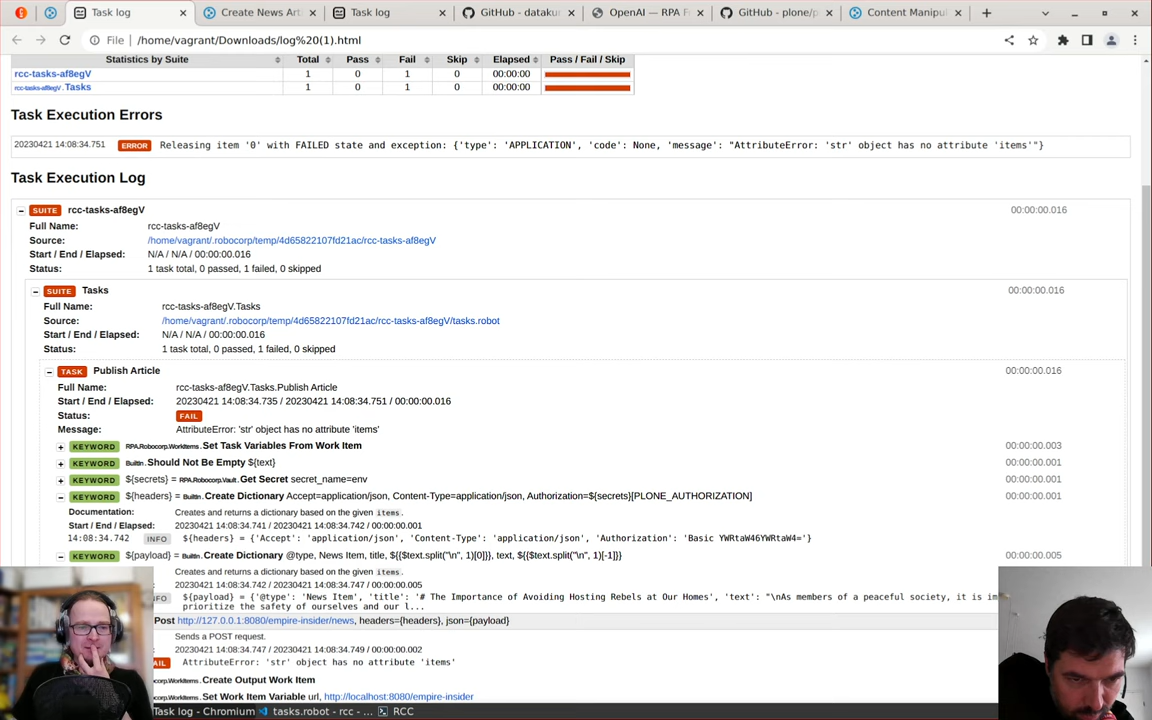 Task log
Create News Art
Task log
GitHub - datakur
OpenAI — RPA F
GitHub - plone/p
Content Manipul
File
/home/vagrant/Downloads/log%20(1).html
Statistics by Suite Total Pass Fail Skip Elapsed Pass / Fail / Skip
rcc-tasks-af8egV 1 0 1 0 00:00:00
rcc-tasks-af8egV . Tasks 1 0 1 0 00:00:00
Task Execution Errors
20230421 14:08:34.751 ERROR Releasing item '0' with FAILED state and exception: {'type': 'APPLICATION', 'code': None, 'message': "AttributeError: 'str' object has no attribute 'items'"}
Task Execution Log
SUITE rcc-tasks-af8egV 00:00:00.016
Full Name: rcc-tasks-af8egV
Source: /home/vagrant/.robocorp/temp/4d65822107fd21ac/rcc-tasks-af8egV
Start / End / Elapsed: N/A / N/A / 00:00:00.016
Status: 1 task total, 0 passed, 1 failed, 0 skipped
SUITE Tasks 00:00:00.016
Full Name: rcc-tasks-af8egV.Tasks
Source: /home/vagrant/.robocorp/temp/4d65822107fd21ac/rcc-tasks-af8egV/tasks.robot
Start / End / Elapsed: N/A / N/A / 00:00:00.016
Status: 1 task total, 0 passed, 1 failed, 0 skipped
TASK Publish Article 00:00:00.016
Full Name: rcc-tasks-af8egV.Tasks.Publish Article
Start / End / Elapsed: 20230421 14:08:34.735 / 20230421 14:08:34.751 / 00:00:00.016
Status: FAIL
Message: AttributeError: 'str' object has no attribute 'items'
KEYWORD RPA.Robocorp.WorkItems . Set Task Variables From Work Item 00:00:00.003
KEYWORD BuiltIn . Should Not Be Empty ${text} 00:00:00.001
KEYWORD ${secrets} = RPA.Robocorp.Vault . Get Secret secret_name=env 00:00:00.001
KEYWORD ${headers} = BuiltIn . Create Dictionary Accept=application/json, Content-Type=application/json, Authorization=${secrets}[PLONE_AUTHORIZATION] 00:00:00.001
Documentation: Creates and returns a dictionary based on the given items.
Start / End / Elapsed: 20230421 14:08:34.741 / 20230421 14:08:34.742 / 00:00:00.001
14:08:34.742 INFO ${headers} = {'Accept': 'application/json', 'Content-Type': 'application/json', 'Authorization': 'Basic YWRtaW46YWRtaW4='}
KEYWORD ${payload} = BuiltIn . Create Dictionary @type, News Item, title, ${{$text.split("\n", 1)[0]}}, text, ${{$text.split("\n", 1)[-1]}} 00:00:00.005
Creates and returns a dictionary based on the given items.
20230421 14:08:34.742 / 20230421 14:08:34.747 / 00:00:00.005
NFO ${payload} = {'@type': 'News Item', 'title': '# The Importance of Avoiding Hosting Rebels at Our Homes', 'text': "\nAs members of a peaceful society, it is im
prioritize the safety of ourselves and our l...
Post http://127.0.0.1:8080/empire-insider/news, headers={headers}, json={payload}
Sends a POST request.
20230421 14:08:34.747 / 20230421 14:08:34.749 / 00:00:00.002
AIL AttributeError: 'str' object has no attribute 'items'
corp.WorkItems . Create Output Work Item
corp.WorkItems . Set Work Item Variable url, http://localhost:8080/empire-insider
Task log - Chromium
tasks.robot - rcc - ...
RCC